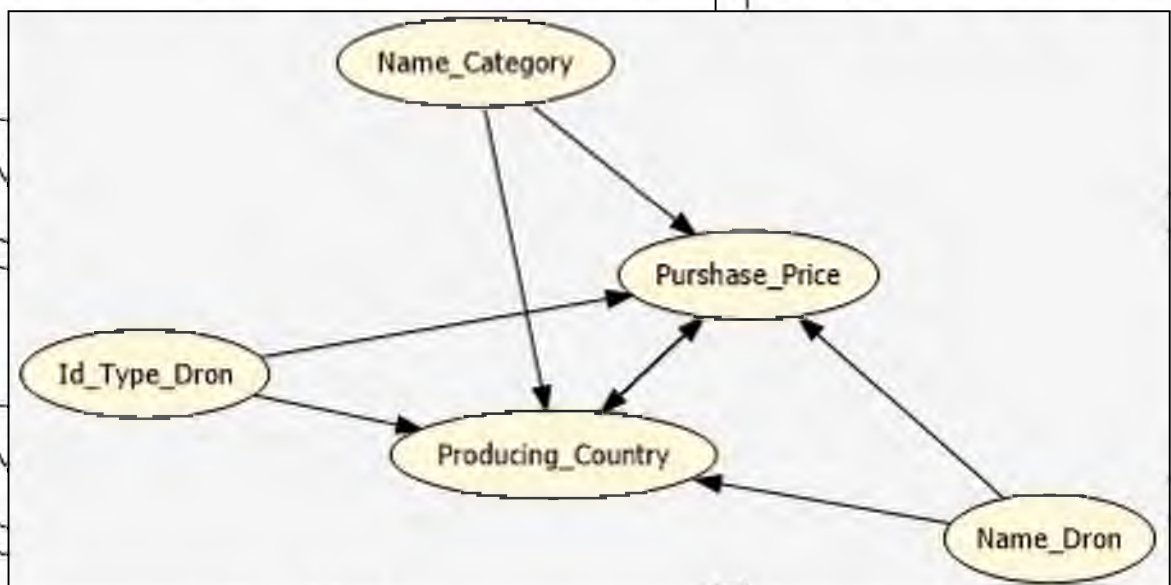 Name_Category
Purshase_Price
Id_Type_Dron
Producing_Country
Name_Dron